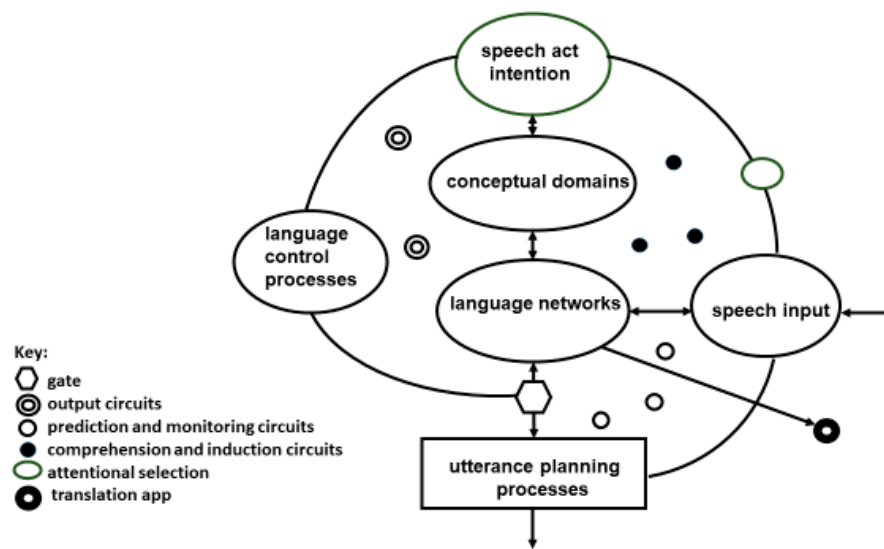 speech act
intention
conceptual domains
language
control
processes
language networks
speech input
Key:
gate
output circuits
prediction and monitoring circuits
comprehension and induction circuits
attentional selection
translation app
utterance planning
processes